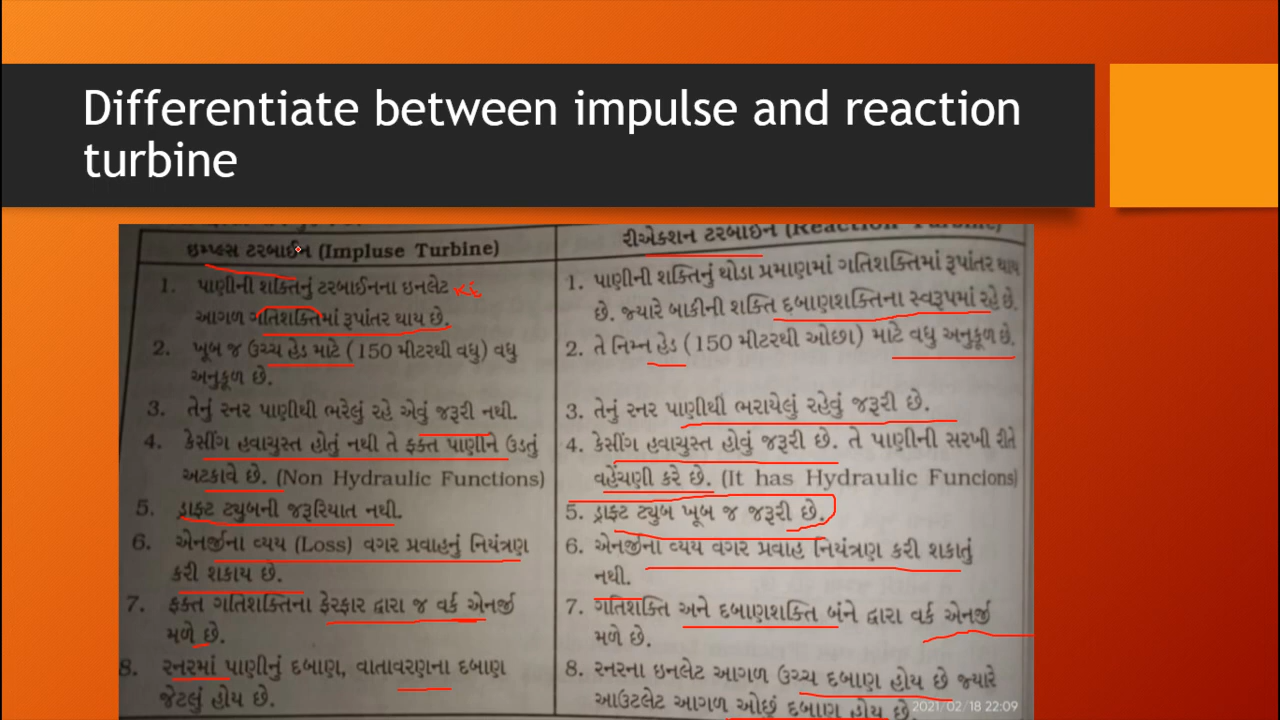 Differentiate between impulse and reaction
turbine
ઇમ્પ્લ્સ ટરબાઈન (Impluse Turbine)
1. પાણીની શક્તિનું ટરબાઈનના ઇનલેટ KE
આગળ ગતિશક્તિમાં રૂપાંતર થાય છે.
2. ખૂબ જ ઉચ્ચ હેડ માટે (150 મીટરથી વધુ) વધુ
અનુકૂળ છે.
3. તેનું રનર પાણીથી ભરેલું રહે એવું જરૂરી નથી.
4. કેસીંગ હવાચુસ્ત હોતું નથી તે ફક્ત પાણીને ઉડતું
અટકાવે છે. (Non Hydraulic Functions)
5. ડ્રાફ્ટ ટ્યુબની જરૂરિયાત નથી.
6. એનર્જીના વ્યય (Loss) વગર પ્રવાહનું નિયંત્રણ
કરી શકાય છે.
7. ફક્ત ગતિશક્તિના ફેરફાર દ્વારા જ વર્ક એનર્જી
મળે છે.
8. રનરમાં પાણીનું દબાણ, વાતાવરણના દબાણ
જેટલું હોય છે.
રીએક્શન ટરબાઈન (Reaction Turbine)
1. પાણીની શક્તિનું થોડા પ્રમાણમાં ગતિશક્તિમાં રૂપાંતર થાય
છે. જ્યારે બાકીની શક્તિ દબાણશક્તિના સ્વરૂપમાં રહે છે.
2. તે નિમ્ન હેડ (150 મીટરથી ઓછા) માટે વધુ અનુકૂળ છે.
3. તેનું રનર પાણીથી ભરાયેલું રહેવું જરૂરી છે.
4. કેસીંગ હવાચુસ્ત હોવું જરૂરી છે. તે પાણીની સરખી રીતે
વહેંચણી કરે છે. (It has Hydraulic Funcions)
5. ડ્રાફ્ટ ટ્યુબ ખૂબ જ જરૂરી છે.
6. એનર્જીના વ્યય વગર પ્રવાહ નિયંત્રણ કરી શકાતું
નથી.
7. ગતિશક્તિ અને દબાણશક્તિ બંને દ્વારા વર્ક એનર્જી
મળે છે.
8. રનરના ઇનલેટ આગળ ઉચ્ચ દબાણ હોય છે જ્યારે
આઉટલેટ આગળ ઓછું દબાણ હોય છે.
2021/02/18 22:09